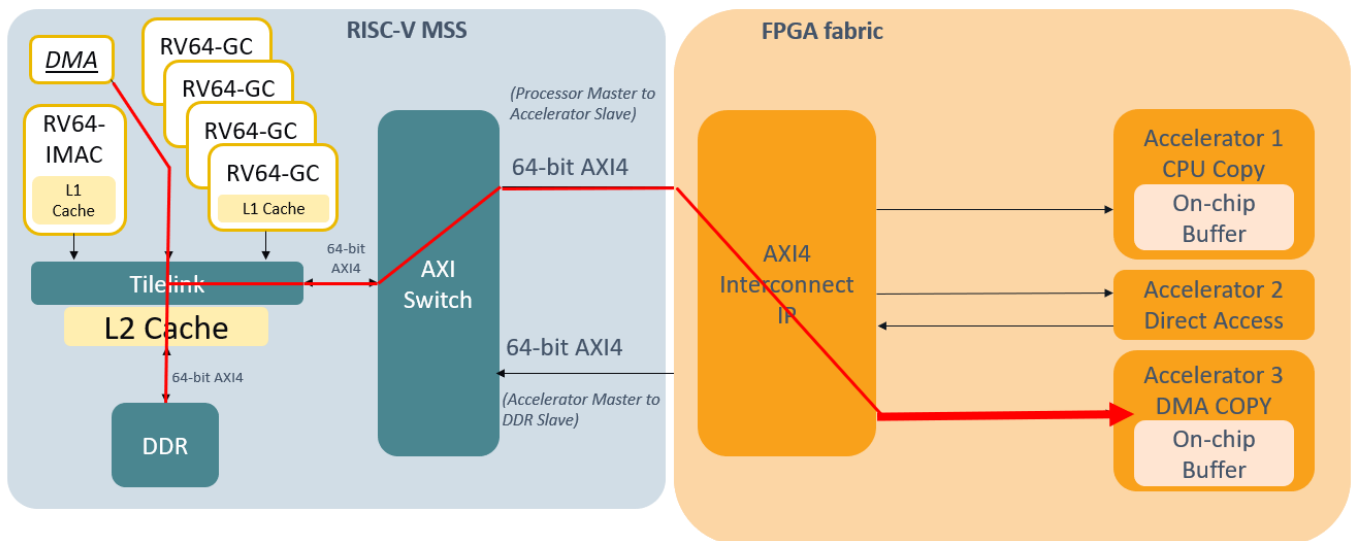 RISC-V MSS
FPGA fabric
DMA
RV64-GC
RV64-GC
RV64-GC
RV64-GC
L1 Cache
RV64-
IMAC
L1
Cache
64-bit
AXI4
Tilelink
L2 Cache
64-bit AXI4
DDR
AXI
Switch
(Processor Master to
Accelerator Slave)
64-bit AXI4
64-bit AXI4
(Accelerator Master to
DDR Slave)
AXI4
Interconnect
IP
Accelerator 1
CPU Copy
On-chip
Buffer
Accelerator 2
Direct Access
Accelerator 3
DMA COPY
On-chip
Buffer